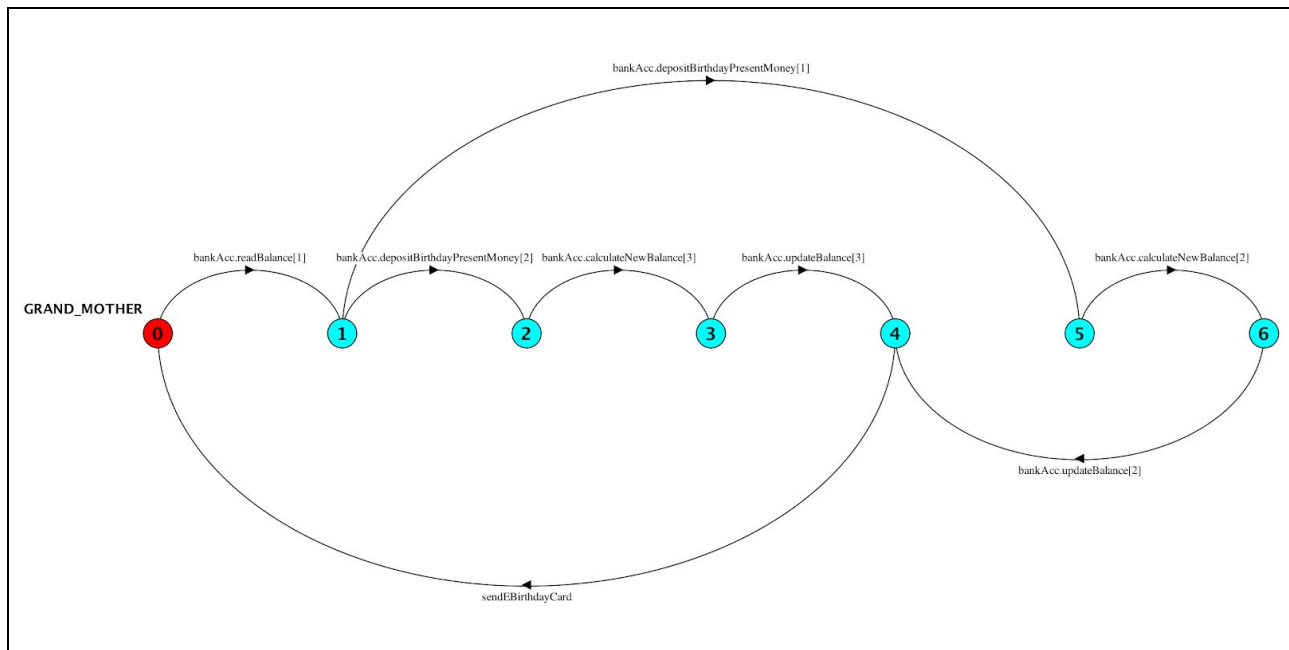 bankAcc.depositBirthdayPresentMoney[1]
bankAcc.readBalance[1]
bankAcc.depositBirthdayPresentMoney[2]
bankAcc.calculateNewBalance[3]
bankAcc.updateBalance[3]
bankAcc.calculateNewBalance[2]
GRAND_MOTHER
0
1
2
3
4
5
6
bankAcc.updateBalance[2]
sendEBirthdayCard